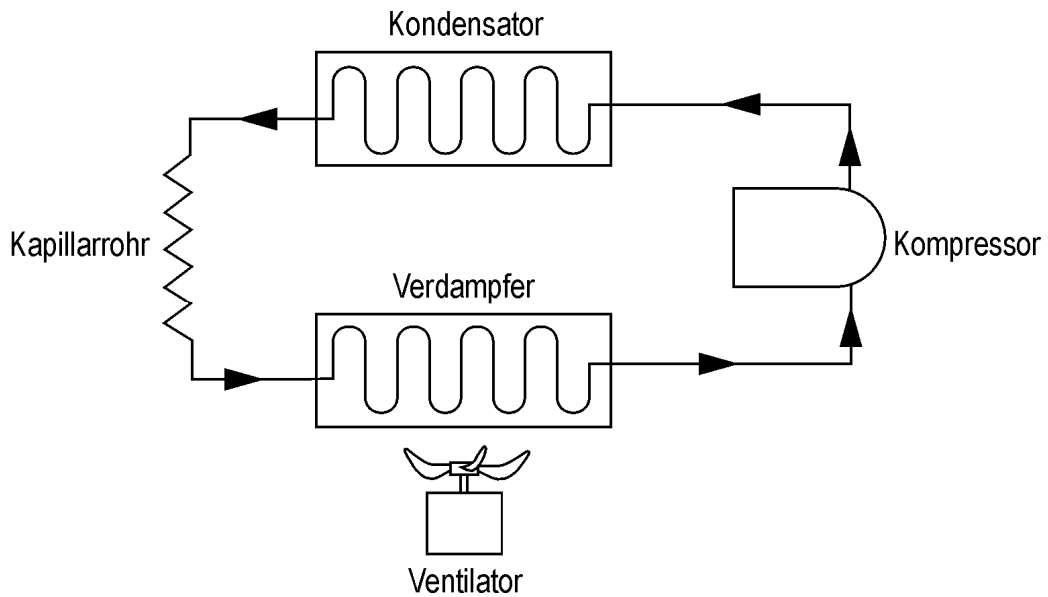 Kondensator
Kapillarrohr
Kompressor
Verdampfer
Ventilator